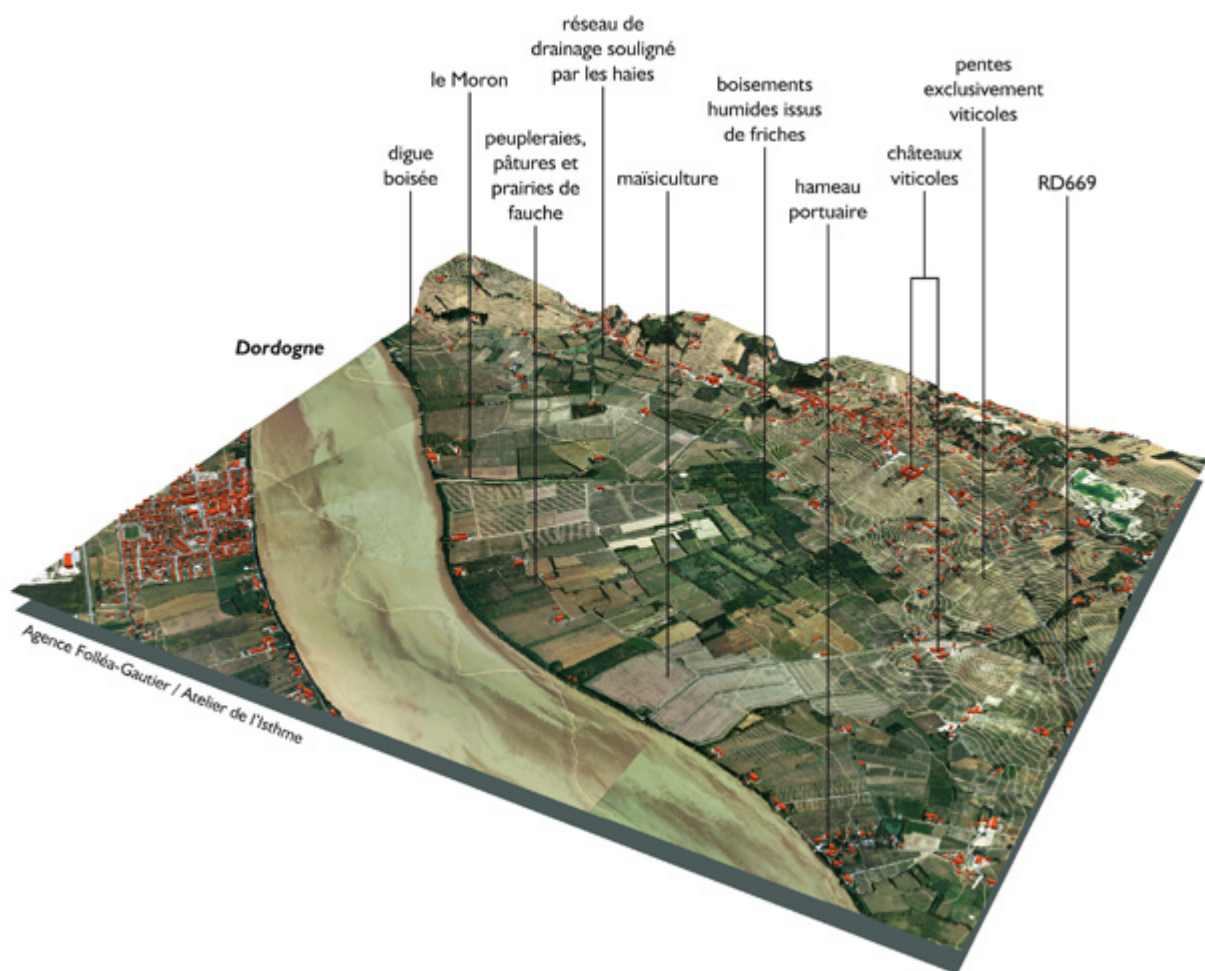 réseau de
drainage souligné
par les haies
le Moron
pentes
exclusivement
viticoles
boisements
humides issus
de friches
peupleraies,
pâtures et
prairies de
fauche
digue
boisée
maïsiculture
hameau
portuaire
châteaux
viticoles
RD669
Dordogne
Agence Folléa-Gautier / Atelier de l'Isthme